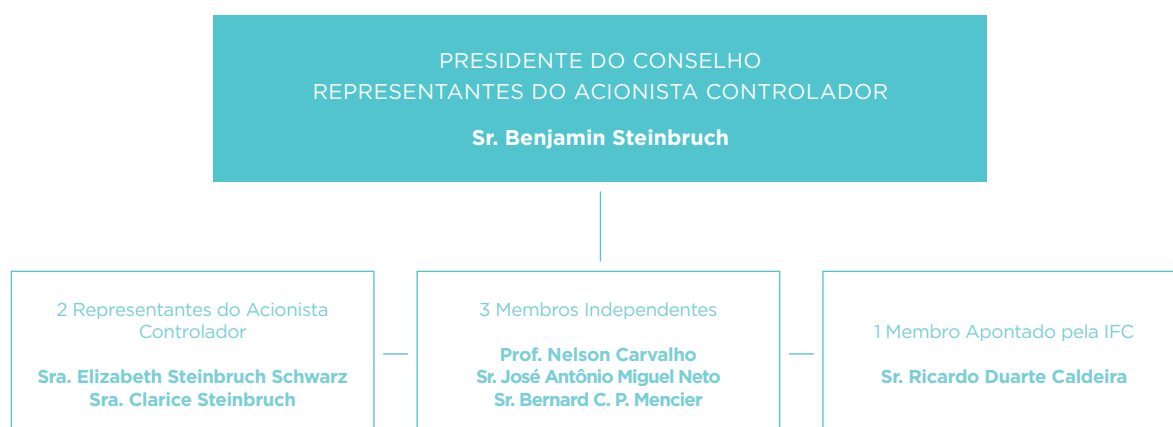 PRESIDENTE DO CONSELHO
REPRESENTANTES DO ACIONISTA CONTROLADOR
Sr. Benjamin Steinbruch
2 Representantes do Acionista
Controlador
Sra. Elizabeth Steinbruch Schwarz
Sra. Clarice Steinbruch
3 Membros Independentes
Prof. Nelson Carvalho
Sr. José Antônio Miguel Neto
Sr. Bernard C. P. Mencier
1 Membro Apontado pela IFC
Sr. Ricardo Duarte Caldeira